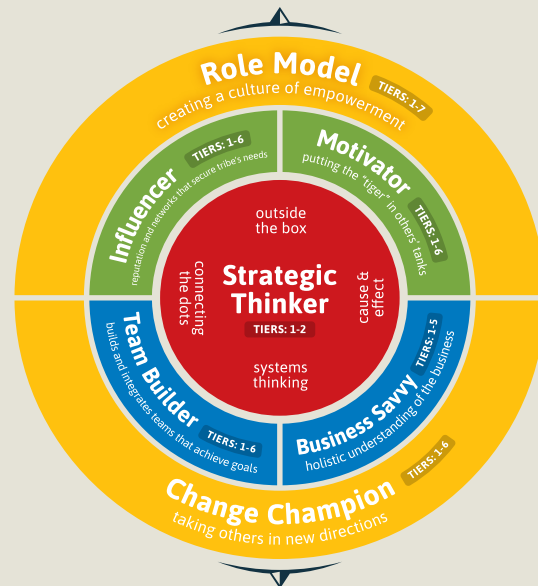 Role Model
TIERS: 1-7
creating a culture of empowerment
Influencer
TIERS: 1-6
reputation and networks that secure tribe's needs
Motivator
putting the "tiger" in others' tanks
TIERS: 1-6
outside
the box
connecting
the dots
Strategic
Thinker
TIERS: 1-2
cause &
effect
systems
thinking
Team Builder
TIERS: 1-6
builds and integrates teams that achieve goals
Business Savvy
TIERS: 1-5
holistic understanding of the business
Change Champion
TIERS: 1-6
taking others in new directions